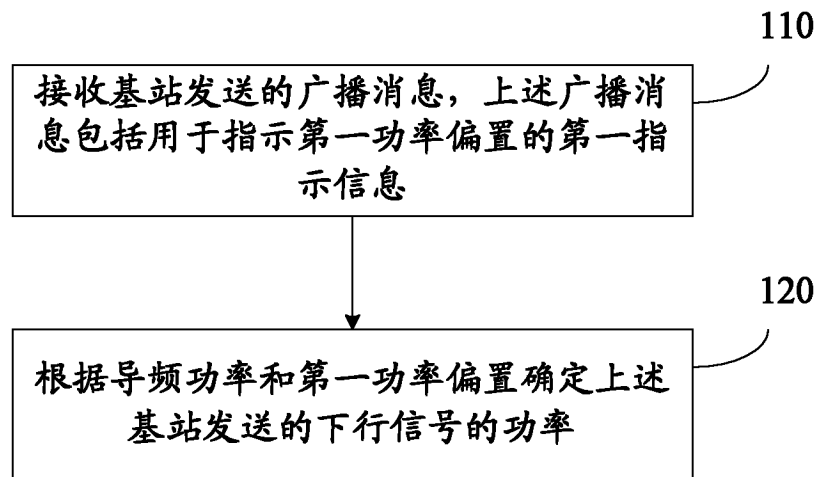 110
接收基站发送的广播消息，上述广播消
息包括用于指示第一功率偏置的第一指
示信息
120
根据导频功率和第一功率偏置确定上述
基站发送的下行信号的功率